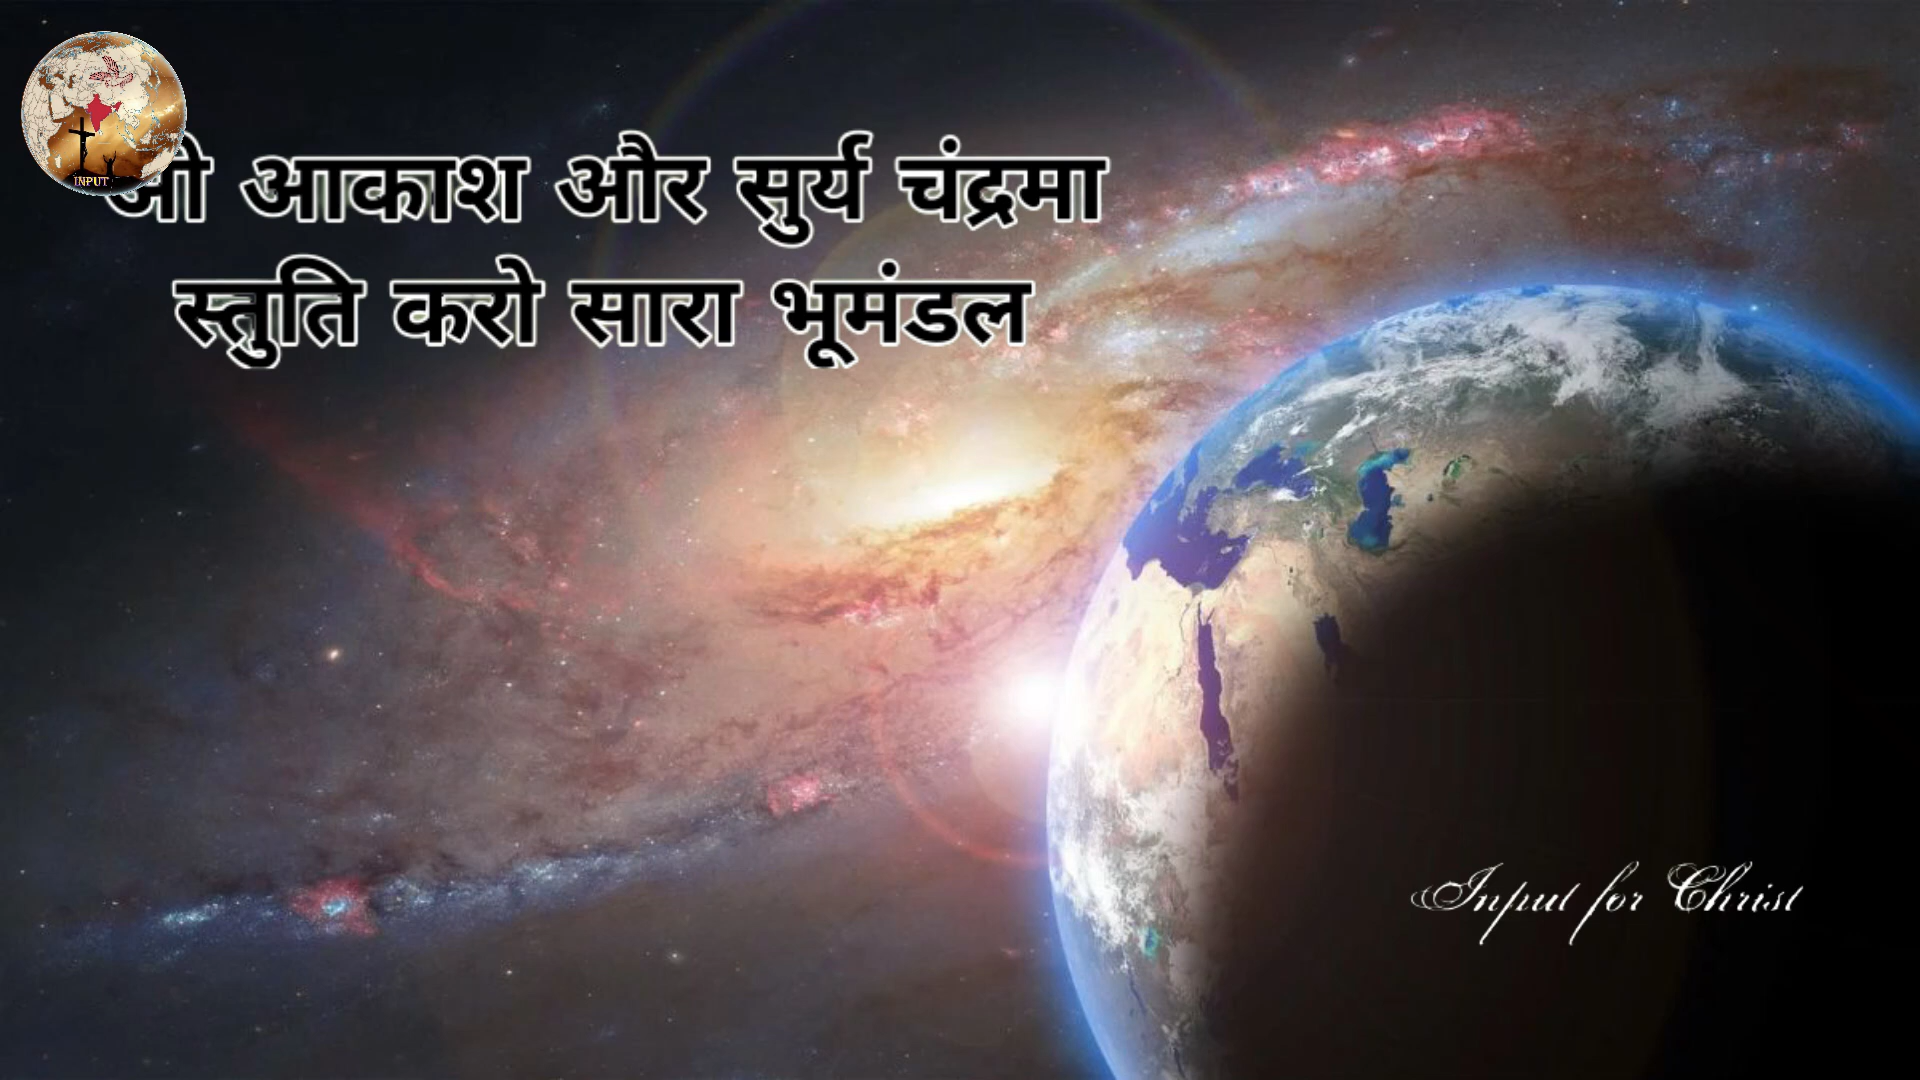 INPUT
ओ आकाश और सुर्य चंद्रमा
स्तुति करो सारा भूमंडल
Input for Christ